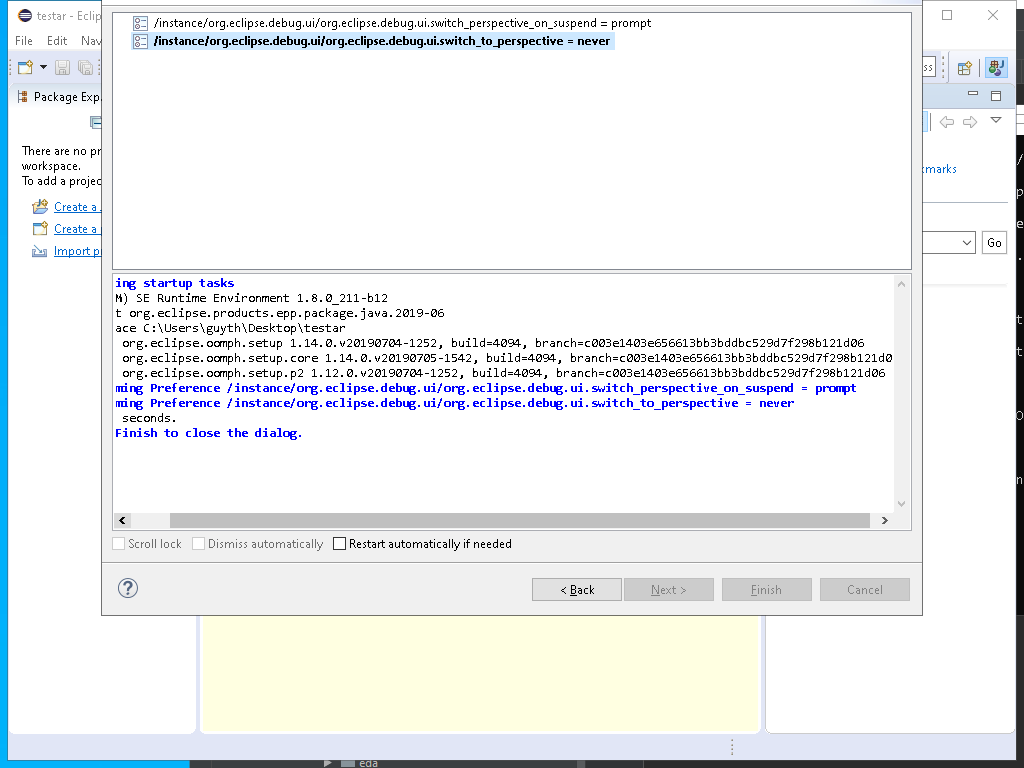 testar - Eclip
File Edit Nav
Package Exp
There are no pr
workspace.
To add a projec
Create a
Create a
Import p
/instance/org.eclipse.debug.ui/org.eclipse.debug.ui.switch_perspective_on_suspend = prompt
/instance/org.eclipse.debug.ui/org.eclipse.debug.ui.switch_to_perspective = never
ss
marks
Go
ing startup tasks
M) SE Runtime Environment 1.8.0_211-b12
t org.eclipse.products.epp.package.java.2019-06
ace C:\Users\guyth\Desktop\testar
org.eclipse.oomph.setup 1.14.0.v20190704-1252, build=4094, branch=c003e1403e656613bb3bddbc529d7f298b121d06
org.eclipse.oomph.setup.core 1.14.0.v20190705-1542, build=4094, branch=c003e1403e656613bb3bddbc529d7f298b121d0
org.eclipse.oomph.setup.p2 1.12.0.v20190704-1252, build=4094, branch=c003e1403e656613bb3bddbc529d7f298b121d06
ming Preference /instance/org.eclipse.debug.ui/org.eclipse.debug.ui.switch_perspective_on_suspend = prompt
ming Preference /instance/org.eclipse.debug.ui/org.eclipse.debug.ui.switch_to_perspective = never
seconds.
Finish to close the dialog.
Scroll lock Dismiss automatically Restart automatically if needed
? < Back Next > Finish Cancel
eda